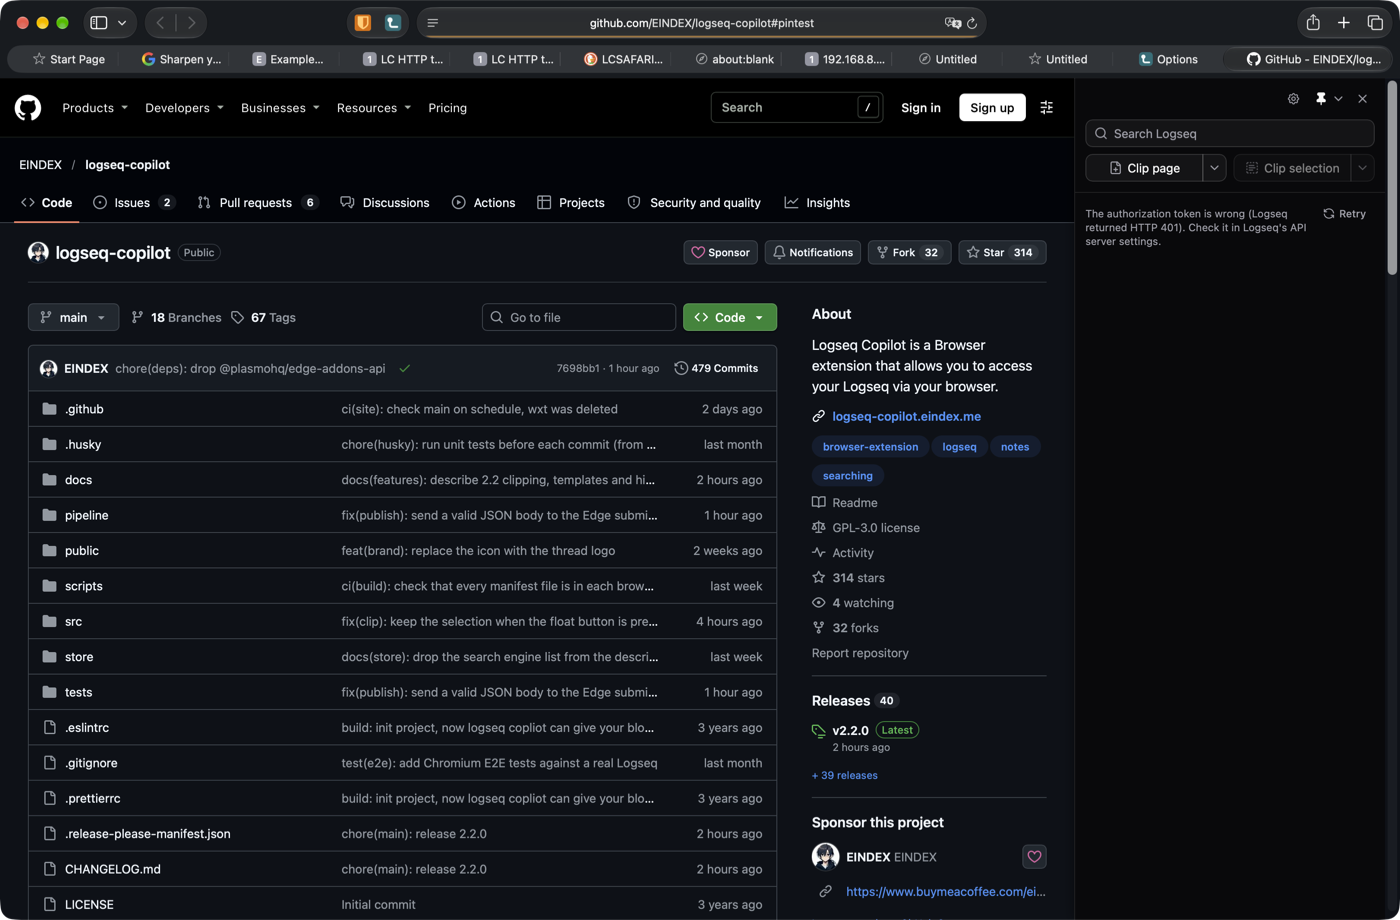 github.com/EINDEX/logseq-copilot#pintest
Start Page
Sharpen y...
E Example...
1 LC HTTP t...
1 LC HTTP t...
LCSAFARI...
about:blank
1 192.168.8....
Untitled
Untitled
Options
GitHub - EINDEX/log...
Products
Developers
Businesses
Resources
Pricing
Search /
Sign in
Sign up
EINDEX / logseq-copilot
Code
Issues 2
Pull requests 6
Discussions
Actions
Projects
Security and quality
Insights
logseq-copilot Public
Sponsor
Notifications
Fork 32
Star 314
main
18 Branches
67 Tags
Go to file
Code
EINDEX chore(deps): drop @plasmohq/edge-addons-api 7698bb1 · 1 hour ago 479 Commits
.github ci(site): check main on schedule, wxt was deleted 2 days ago
.husky chore(husky): run unit tests before each commit (from ... last month
docs docs(features): describe 2.2 clipping, templates and hi... 2 hours ago
pipeline fix(publish): send a valid JSON body to the Edge submi... 1 hour ago
public feat(brand): replace the icon with the thread logo 2 weeks ago
scripts ci(build): check that every manifest file is in each brow... last week
src fix(clip): keep the selection when the float button is pre... 4 hours ago
store docs(store): drop the search engine list from the descri... last week
tests fix(publish): send a valid JSON body to the Edge submi... 1 hour ago
.eslintrc build: init project, now logseq copliot can give your blo... 3 years ago
.gitignore test(e2e): add Chromium E2E tests against a real Logseq last month
.prettierrc build: init project, now logseq copliot can give your blo... 3 years ago
.release-please-manifest.json chore(main): release 2.2.0 2 hours ago
CHANGELOG.md chore(main): release 2.2.0 2 hours ago
LICENSE Initial commit 3 years ago
About
Logseq Copilot is a Browser
extension that allows you to access
your Logseq via your browser.
logseq-copilot.eindex.me
browser-extension logseq notes
searching
Readme
GPL-3.0 license
Activity
314 stars
4 watching
32 forks
Report repository
Releases 40
v2.2.0 Latest
2 hours ago
+ 39 releases
Sponsor this project
EINDEX EINDEX
https://www.buymeacoffee.com/ei...
Search Logseq
Clip page
Clip selection
The authorization token is wrong (Logseq
returned HTTP 401). Check it in Logseq's API
server settings.
Retry